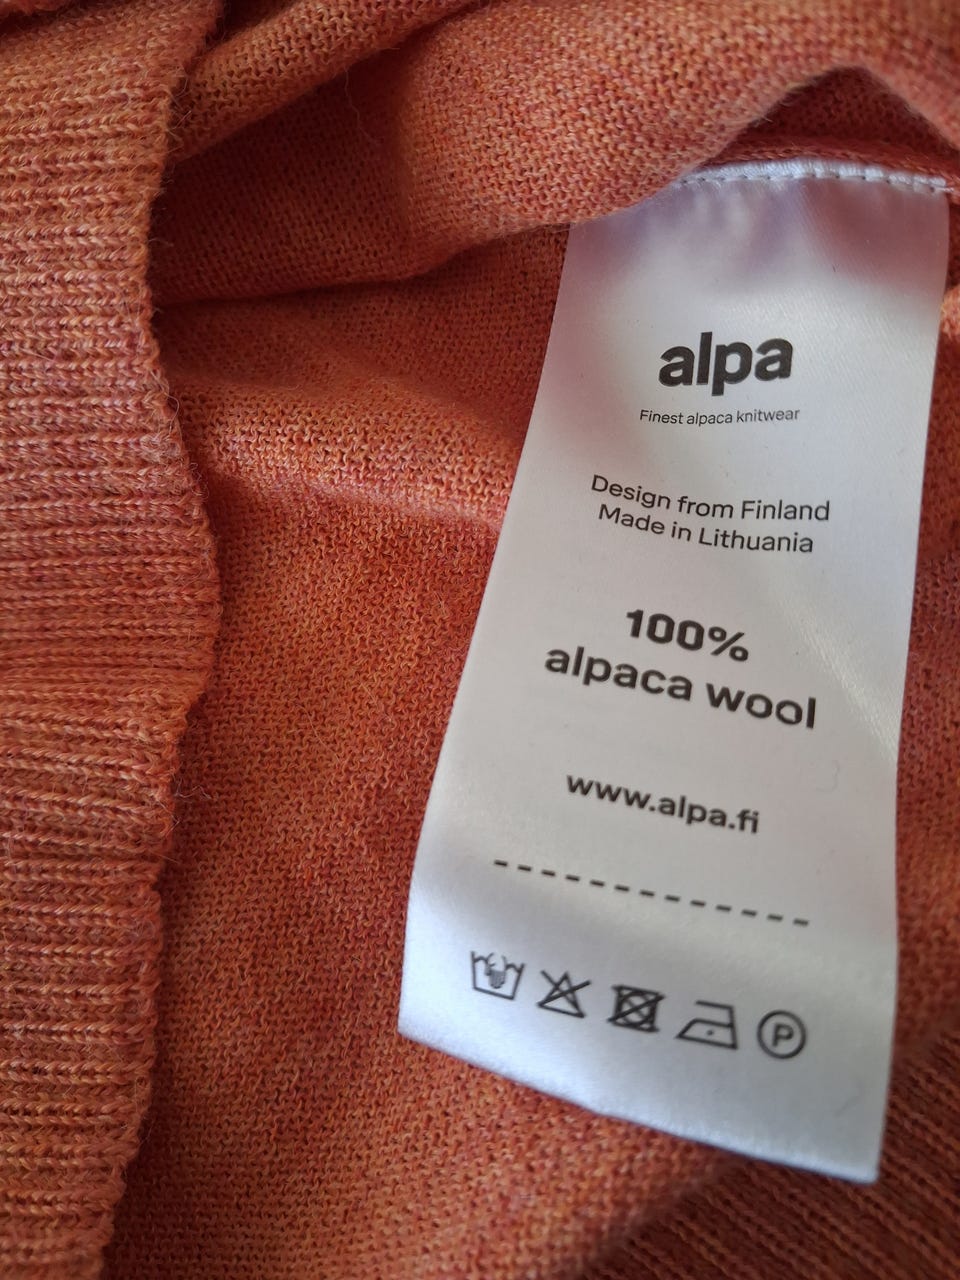 alpa
Finest alpaca knitwear
Design from Finland
Made in Lithuania
100%
alpaca wool
www.alpa.fi
P